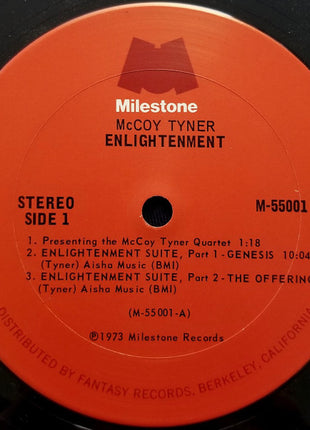 Milestone
McCOY TYNER
ENLIGHTENMENT
STEREO
SIDE 1
M-55001
1. Presenting the McCoy Tyner Quartet 1:18
2. ENLIGHTENMENT SUITE, Part 1 - GENESIS 10:04
(Tyner) Aisha Music (BMI)
3. ENLIGHTENMENT SUITE, Part 2 - THE OFFERING
(Tyner) Aisha Music (BMI)
(M-55001-A)
℗1973 Milestone Records
DISTRIBUTED BY FANTASY RECORDS, BERKELEY, CALIFORNIA